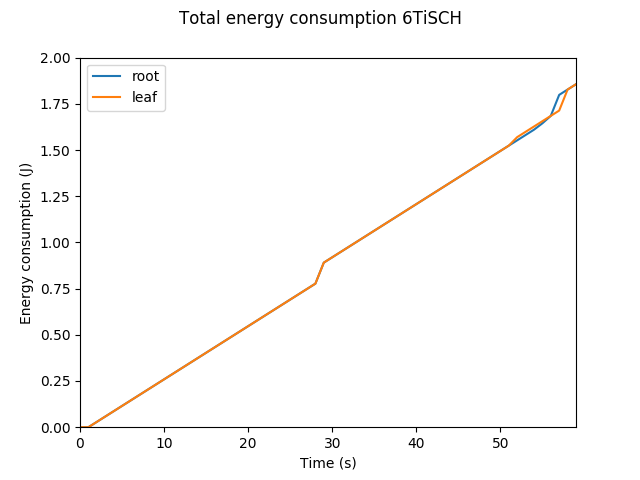 Total energy consumption 6TiSCH
root
leaf
Energy consumption (J)
2.00
1.75
1.50
1.25
1.00
0.75
0.50
0.25
0.00
0 10 20 30 40 50
Time (s)